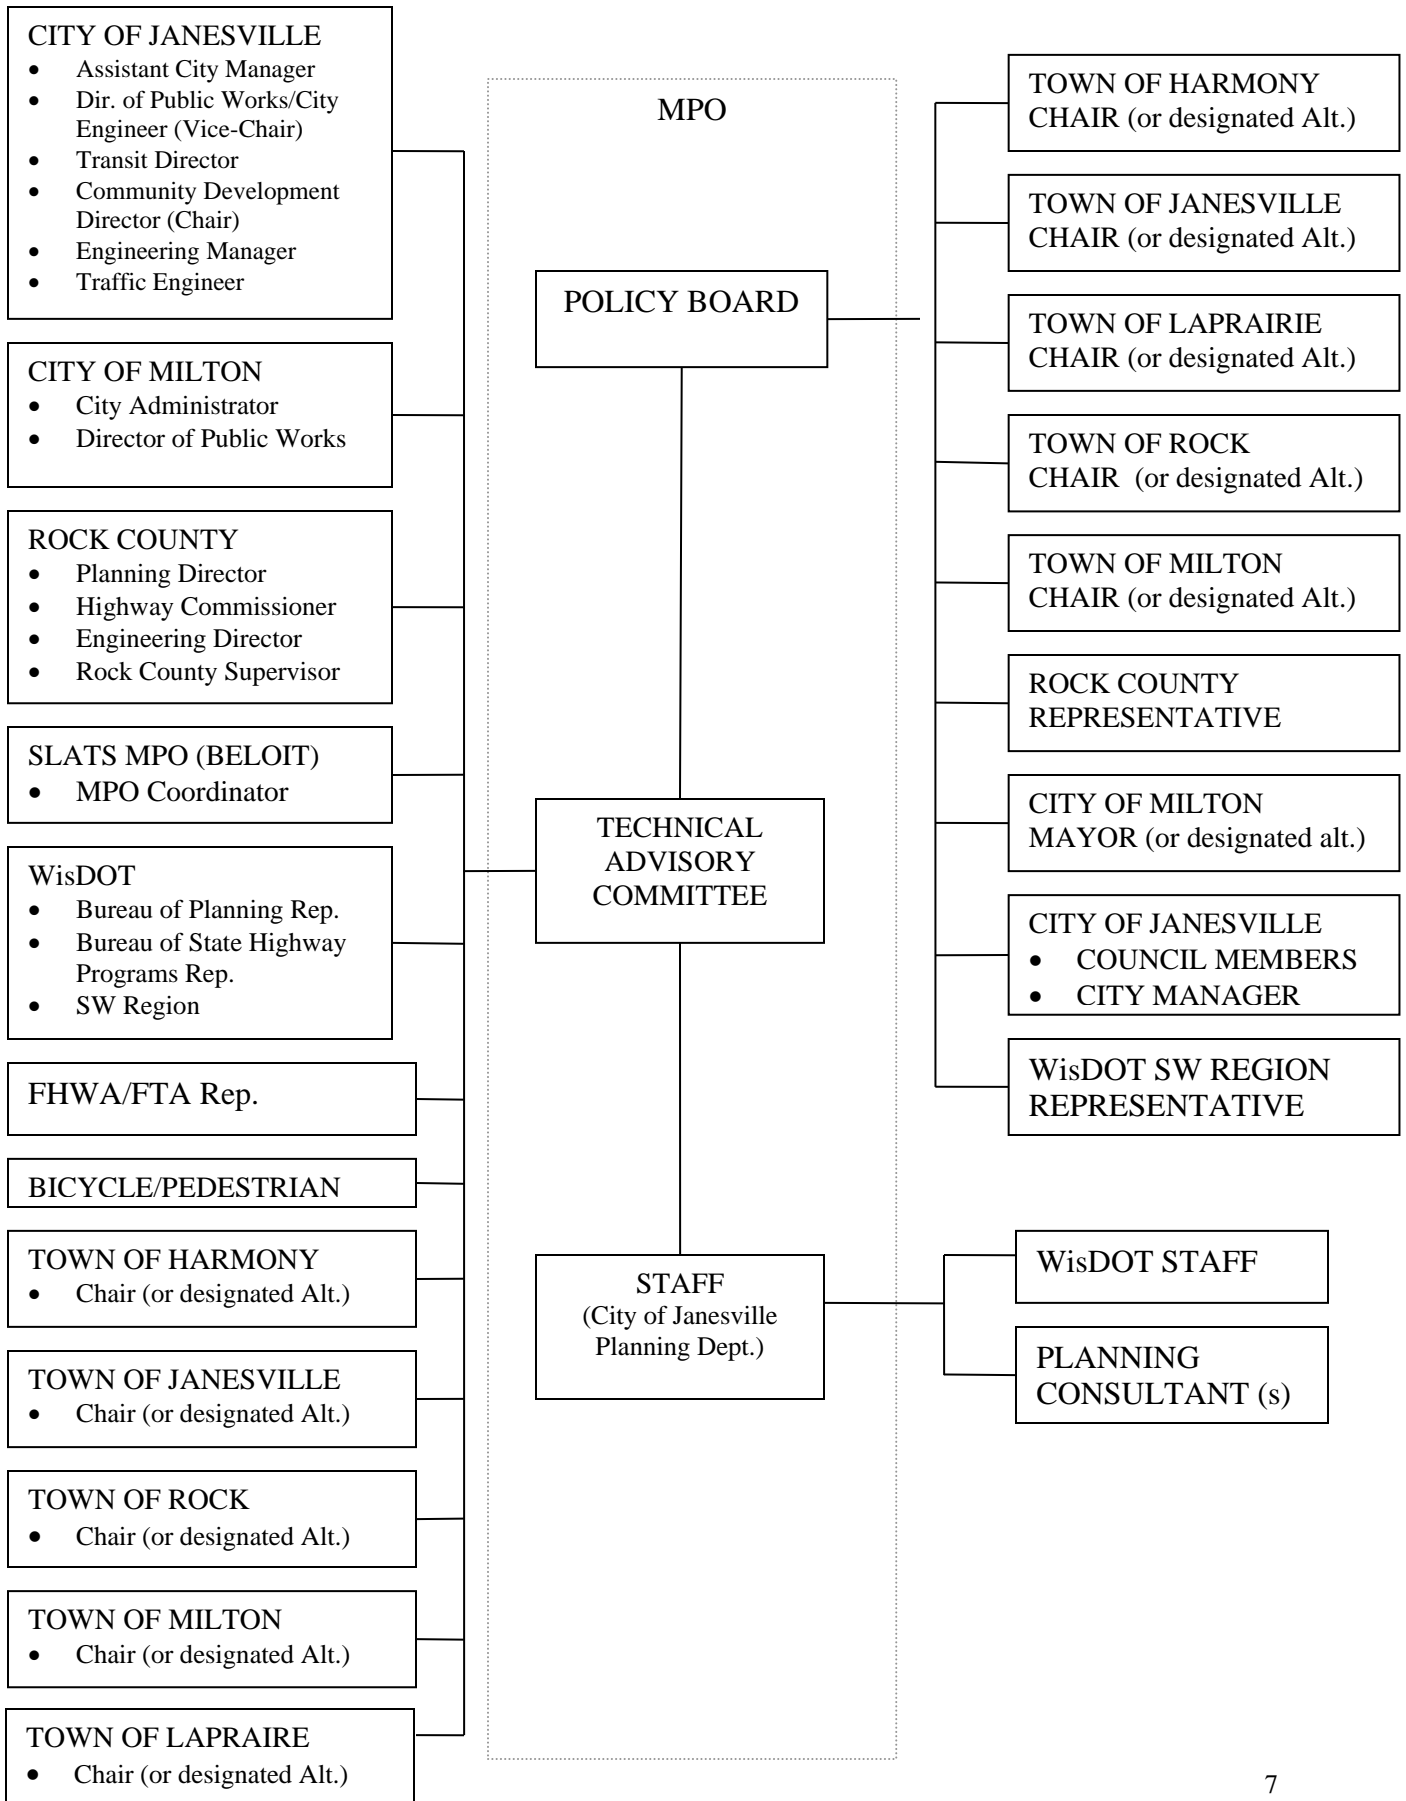 CITY OF JANESVILLE
• Assistant City Manager
• Dir. of Public Works/City
Engineer (Vice-Chair)
• Transit Director
• Community Development
Director (Chair)
• Engineering Manager
• Traffic Engineer
CITY OF MILTON
• City Administrator
• Director of Public Works
ROCK COUNTY
• Planning Director
• Highway Commissioner
• Engineering Director
• Rock County Supervisor
SLATS MPO (BELOIT)
• MPO Coordinator
WisDOT
• Bureau of Planning Rep.
• Bureau of State Highway
Programs Rep.
• SW Region
FHWA/FTA Rep.
BICYCLE/PEDESTRIAN
TOWN OF HARMONY
• Chair (or designated Alt.)
TOWN OF JANESVILLE
• Chair (or designated Alt.)
TOWN OF ROCK
• Chair (or designated Alt.)
TOWN OF MILTON
• Chair (or designated Alt.)
TOWN OF LAPRAIRE
• Chair (or designated Alt.)
MPO
POLICY BOARD
TECHNICAL
ADVISORY
COMMITTEE
STAFF
(City of Janesville
Planning Dept.)
TOWN OF HARMONY
CHAIR (or designated Alt.)
TOWN OF JANESVILLE
CHAIR (or designated Alt.)
TOWN OF LAPRAIRIE
CHAIR (or designated Alt.)
TOWN OF ROCK
CHAIR (or designated Alt.)
TOWN OF MILTON
CHAIR (or designated Alt.)
ROCK COUNTY
REPRESENTATIVE
CITY OF MILTON
MAYOR (or designated alt.)
CITY OF JANESVILLE
• COUNCIL MEMBERS
• CITY MANAGER
WisDOT SW REGION
REPRESENTATIVE
WisDOT STAFF
PLANNING
CONSULTANT (s)
7